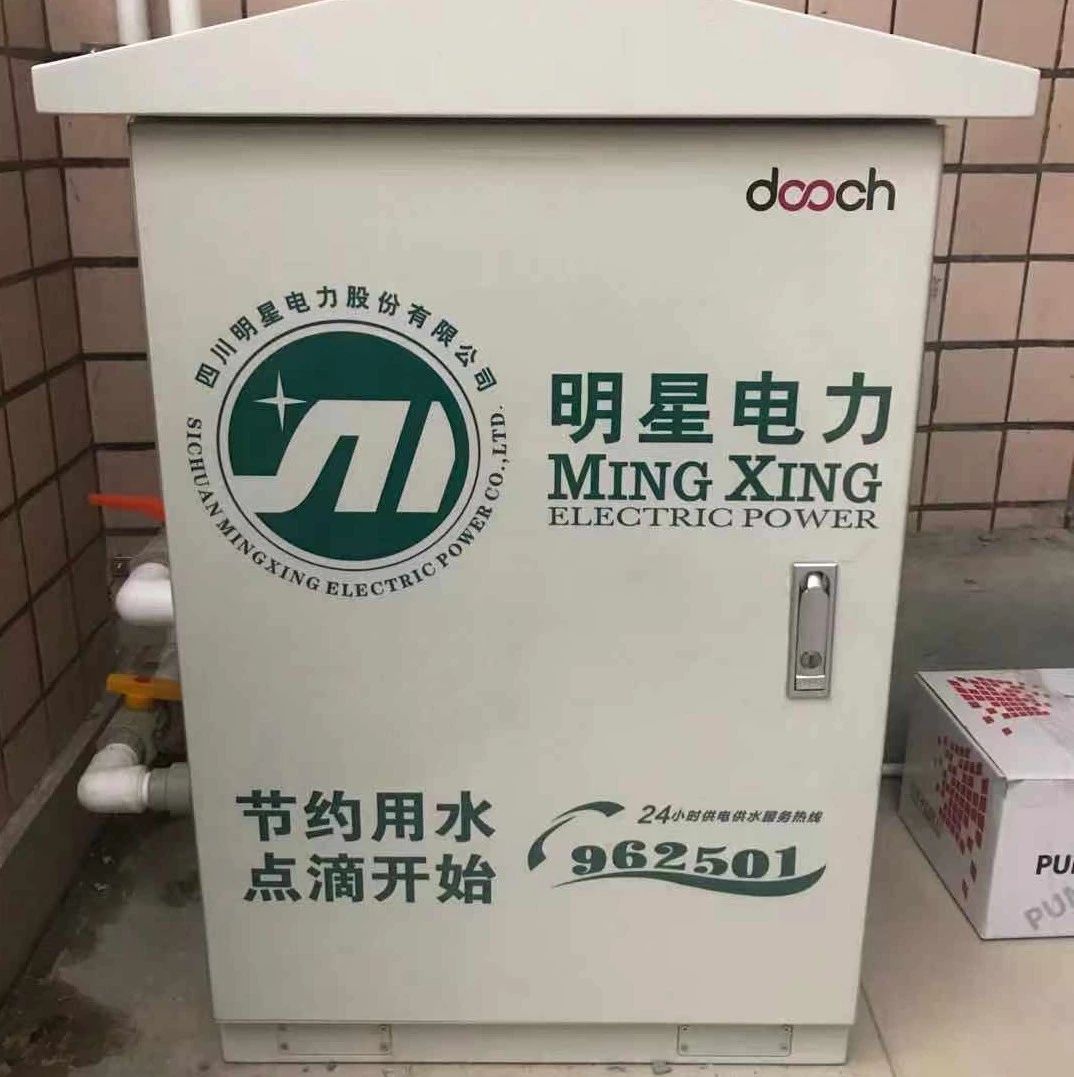 dooch
四川明星电力股份有限公司
SICHUAN MINGXING ELECTRIC POWER CO., LTD.
明星电力
MING XING
ELECTRIC POWER
节约用水
点滴开始
24小时供电供水服务热线
962501